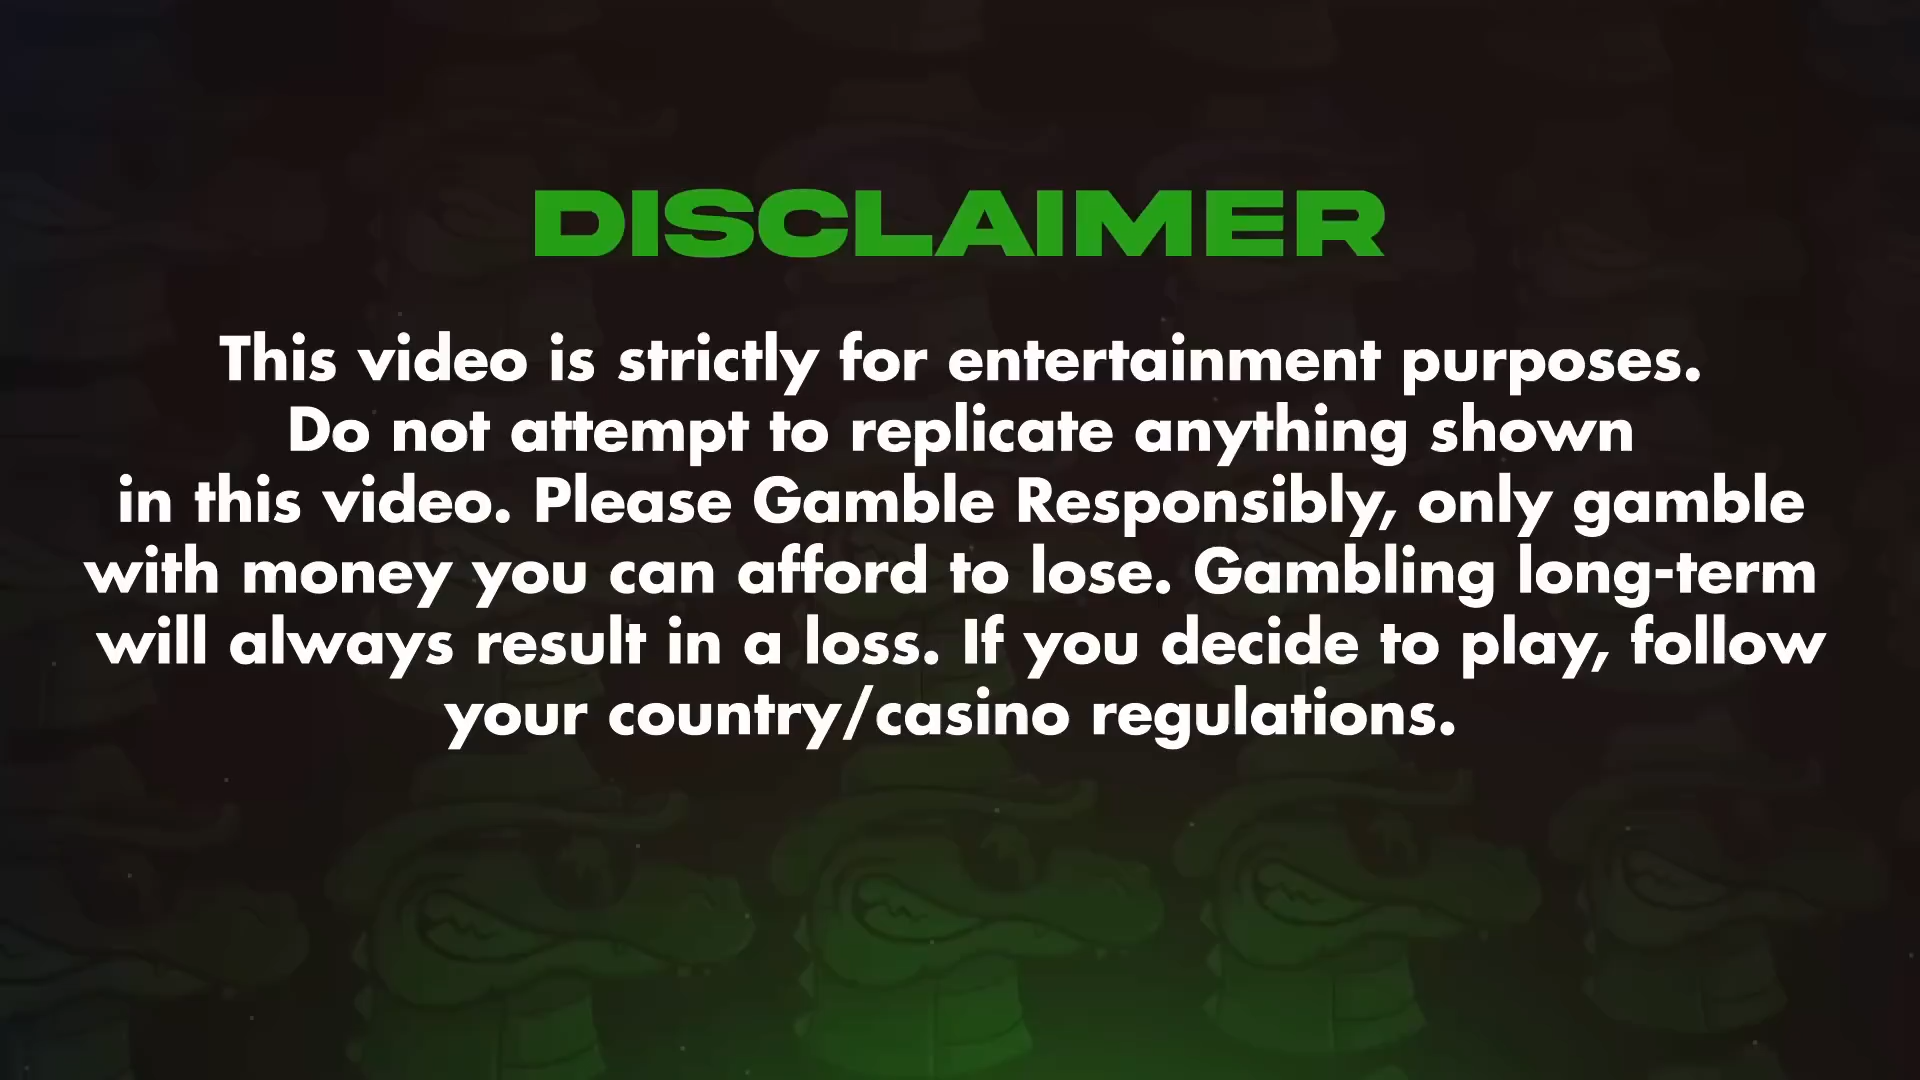 DISCLAIMER
This video is strictly for entertainment purposes.
Do not attempt to replicate anything shown
in this video. Please Gamble Responsibly, only gamble
with money you can afford to lose. Gambling long-term
will always result in a loss. If you decide to play, follow
your country/casino regulations.